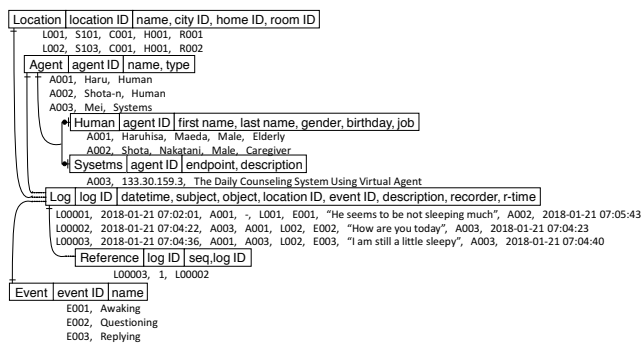 Location location ID name, city ID, home ID, room ID
L001, S101, C001, H001, R001
L002, S103, C001, H001, R002
Agent agent ID name, type
A001, Haru, Human
A002, Shota-n, Human
A003, Mei, Systems
Human agent ID first name, last name, gender, birthday, job
A001, Haruhisa, Maeda, Male, Elderly
A002, Shota, Nakatani, Male, Caregiver
Sysetms agent ID endpoint, description
A003, 133.30.159.3, The Daily Counseling System Using Virtual Agent
Log log ID datetime, subject, object, location ID, event ID, description, recorder, r-time
L00001, 2018-01-21 07:02:01, A001, -, L001, E001, “He seems to be not sleeping much”, A002, 2018-01-21 07:05:43
L00002, 2018-01-21 07:04:22, A003, A001, L002, E002, “How are you today”, A003, 2018-01-21 07:04:23
L00003, 2018-01-21 07:04:36, A001, A003, L002, E003, “I am still a little sleepy”, A003, 2018-01-21 07:04:40
Reference log ID seq,log ID
L00003, 1, L00002
Event event ID name
E001, Awaking
E002, Questioning
E003, Replying